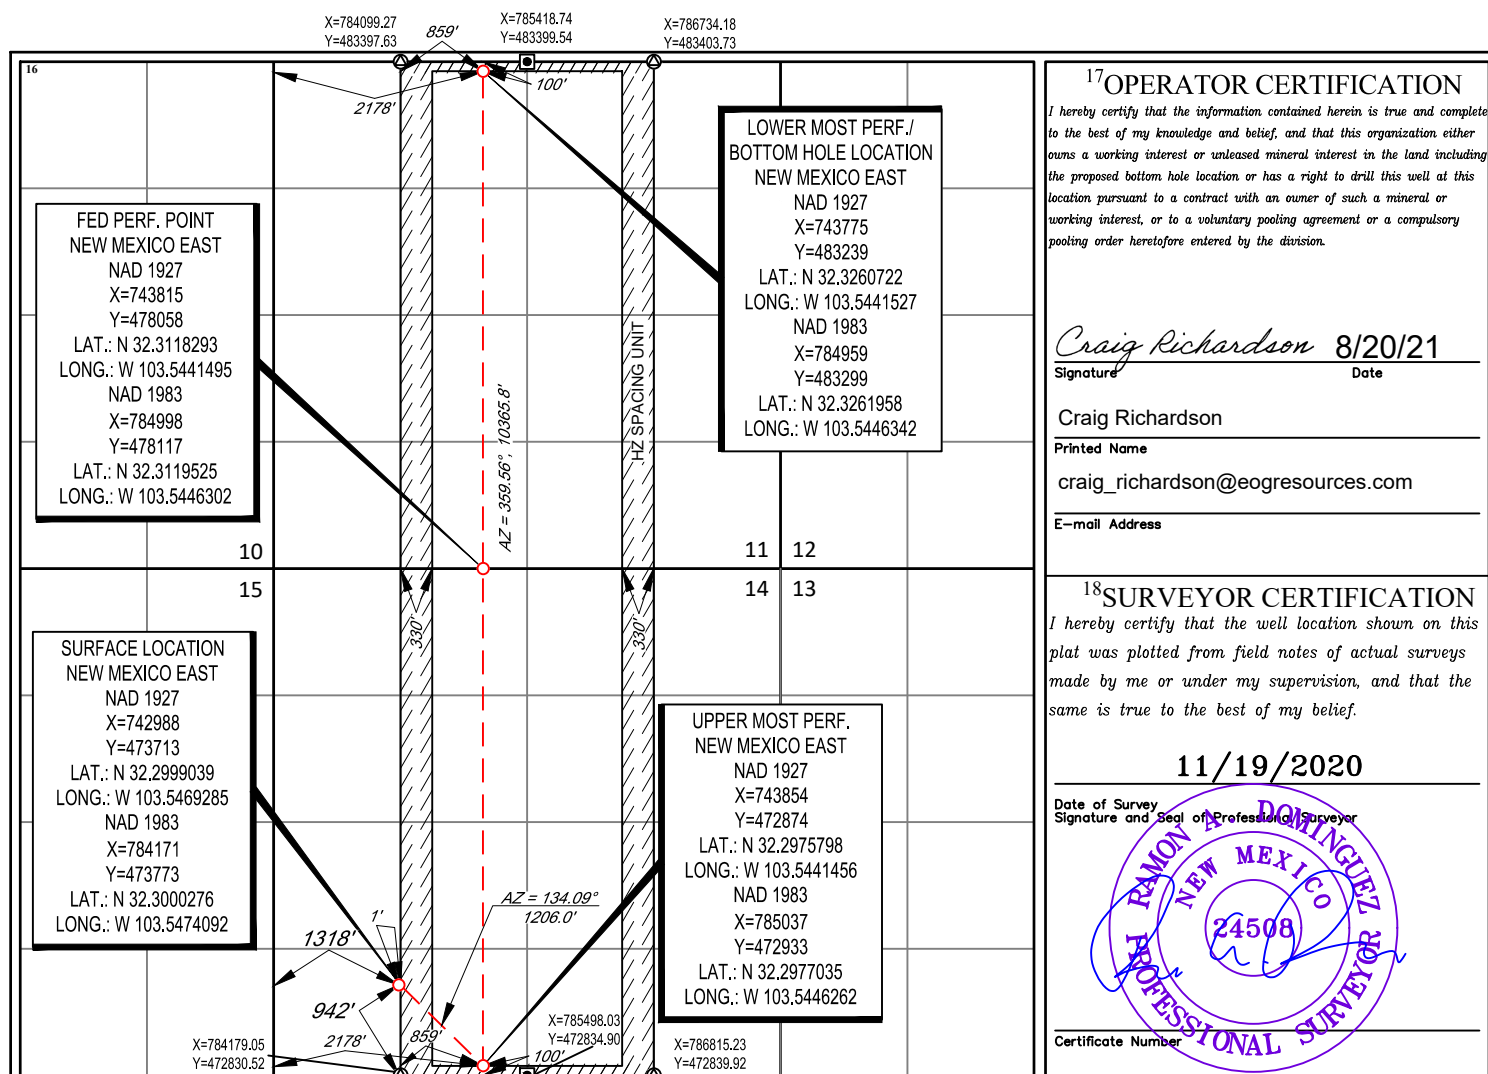 X=784099.27
Y=483397.63
859'
X=785418.74
Y=483399.54
X=786734.18
Y=483403.73
16
2178'
100'
LOWER MOST PERF./
BOTTOM HOLE LOCATION
NEW MEXICO EAST
NAD 1927
X=743775
Y=483239
LAT.: N 32.3260722
LONG.: W 103.5441527
NAD 1983
X=784959
Y=483299
LAT.: N 32.3261958
LONG.: W 103.5446342
FED PERF. POINT
NEW MEXICO EAST
NAD 1927
X=743815
Y=478058
LAT.: N 32.3118293
LONG.: W 103.5441495
NAD 1983
X=784998
Y=478117
LAT.: N 32.3119525
LONG.: W 103.5446302
HZ SPACING UNIT
AZ = 359.56°, 10365.8'
10
11
12
15
14
13
330'
330'
SURFACE LOCATION
NEW MEXICO EAST
NAD 1927
X=742988
Y=473713
LAT.: N 32.2999039
LONG.: W 103.5469285
NAD 1983
X=784171
Y=473773
LAT.: N 32.3000276
LONG.: W 103.5474092
UPPER MOST PERF.
NEW MEXICO EAST
NAD 1927
X=743854
Y=472874
LAT.: N 32.2975798
LONG.: W 103.5441456
NAD 1983
X=785037
Y=472933
LAT.: N 32.2977035
LONG.: W 103.5446262
AZ = 134.09°
1206.0'
1'
1318'
942'
2178'
859'
100'
X=784179.05
Y=472830.52
X=785498.03
Y=472834.90
X=786815.23
Y=472839.92
17 OPERATOR CERTIFICATION
I hereby certify that the information contained herein is true and complete
to the best of my knowledge and belief, and that this organization either
owns a working interest or unleased mineral interest in the land including
the proposed bottom hole location or has a right to drill this well at this
location pursuant to a contract with an owner of such a mineral or
working interest, or to a voluntary pooling agreement or a compulsory
pooling order heretofore entered by the division.
Craig Richardson 8/20/21
Signature Date
Craig Richardson
Printed Name
craig_richardson@eogresources.com
E-mail Address
18 SURVEYOR CERTIFICATION
I hereby certify that the well location shown on this
plat was plotted from field notes of actual surveys
made by me or under my supervision, and that the
same is true to the best of my belief.
11/19/2020
Date of Survey
Signature and Seal of Professional Surveyor
RAMON A. DOMINGUEZ
NEW MEXICO
24508
PROFESSIONAL SURVEYOR
Certificate Number